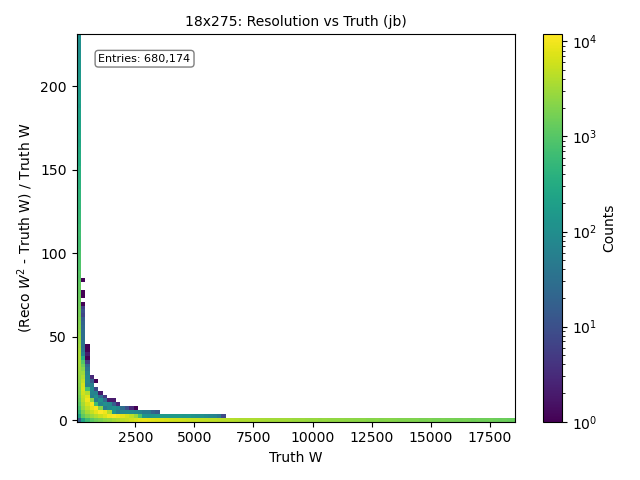 18x275: Resolution vs Truth (jb)
Entries: 680,174
(Reco W² - Truth W) / Truth W
200
150
100
50
0
2500 5000 7500 10000 12500 15000 17500
Truth W
10⁴
10³
10²
10¹
10⁰
Counts